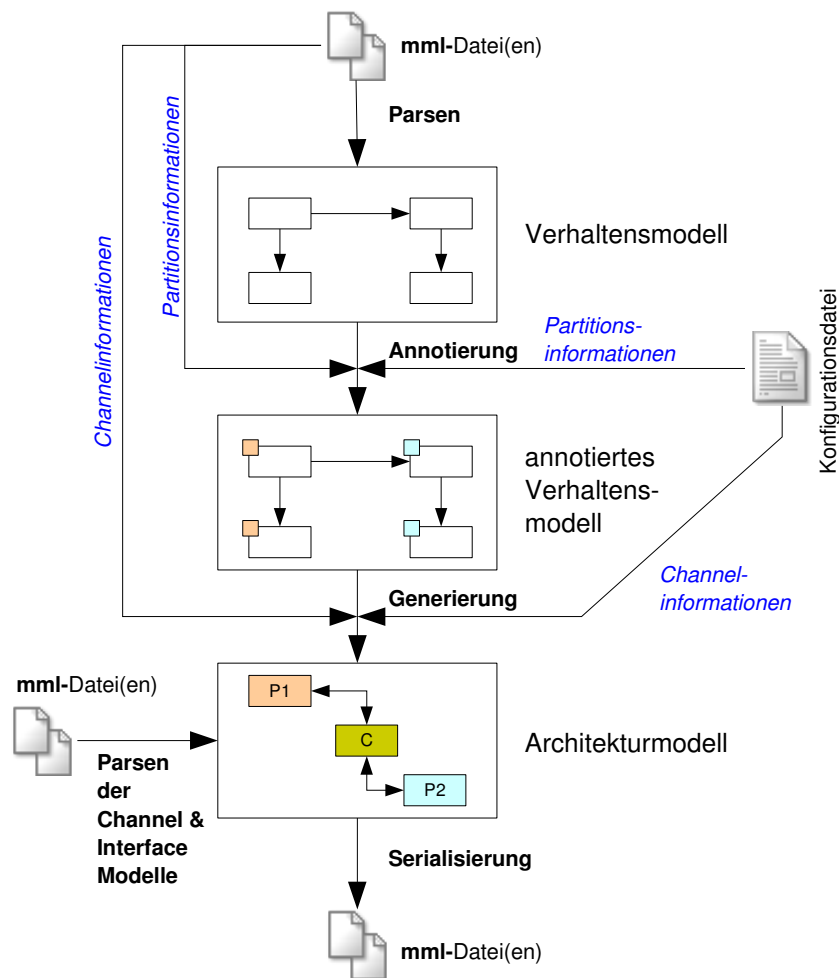 mml-Datei(en)
Parsen
Channelinformationen
Partitionsinformationen
Verhaltensmodell
Annotierung
Partitions-
informationen
Konfigurationsdatei
annotiertes
Verhaltens-
modell
Generierung
Channel-
informationen
mml-Datei(en)
Parsen
der
Channel &
Interface
Modelle
P1
C
P2
Architekturmodell
Serialisierung
mml-Datei(en)